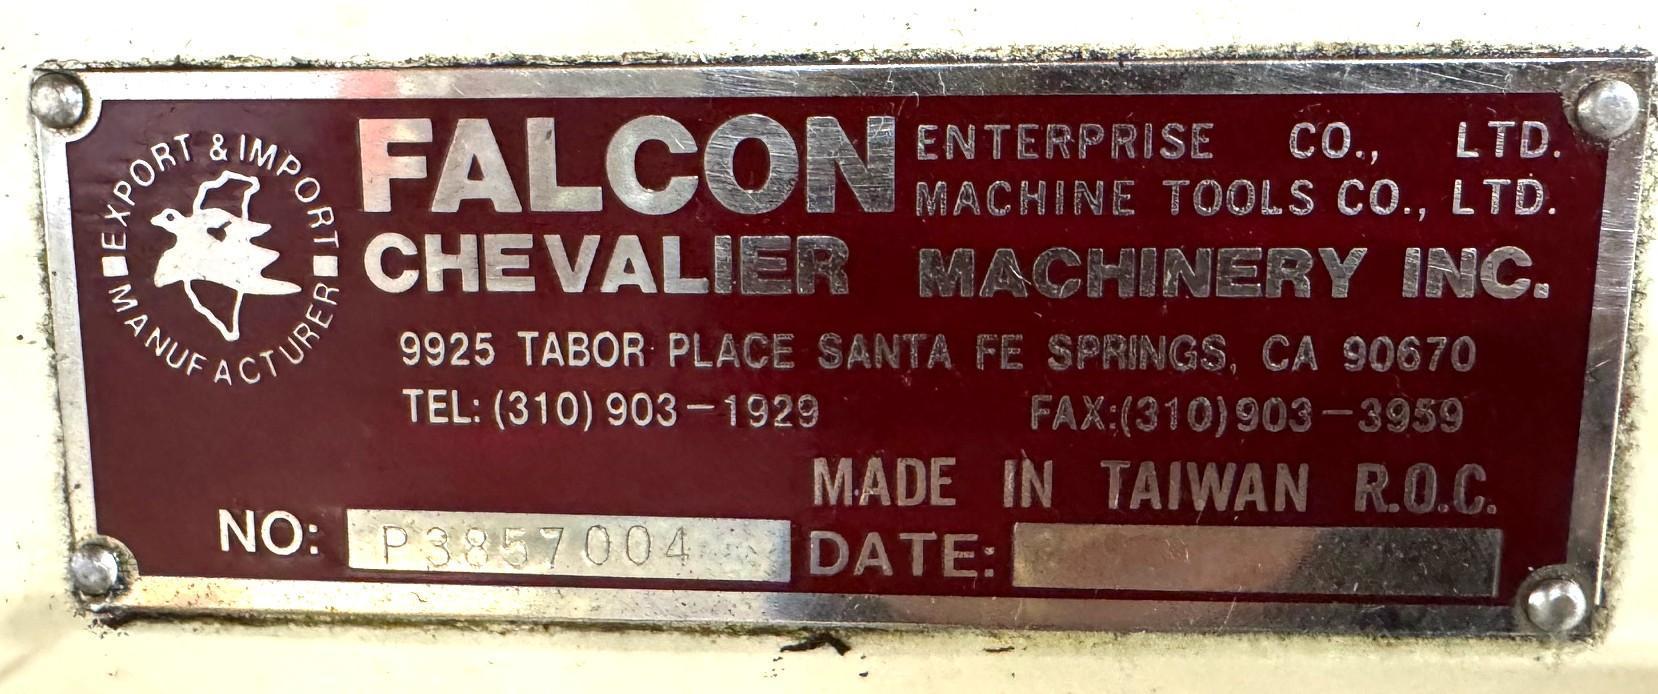 EXPORT & IMPORT
MANUFACTURER
FALCON ENTERPRISE CO., LTD.
MACHINE TOOLS CO., LTD.
CHEVALIER MACHINERY INC.
9925 TABOR PLACE SANTA FE SPRINGS, CA 90670
TEL: (310) 903-1929 FAX:(310)903-3959
MADE IN TAIWAN R.O.C.
NO: P3857004 DATE: